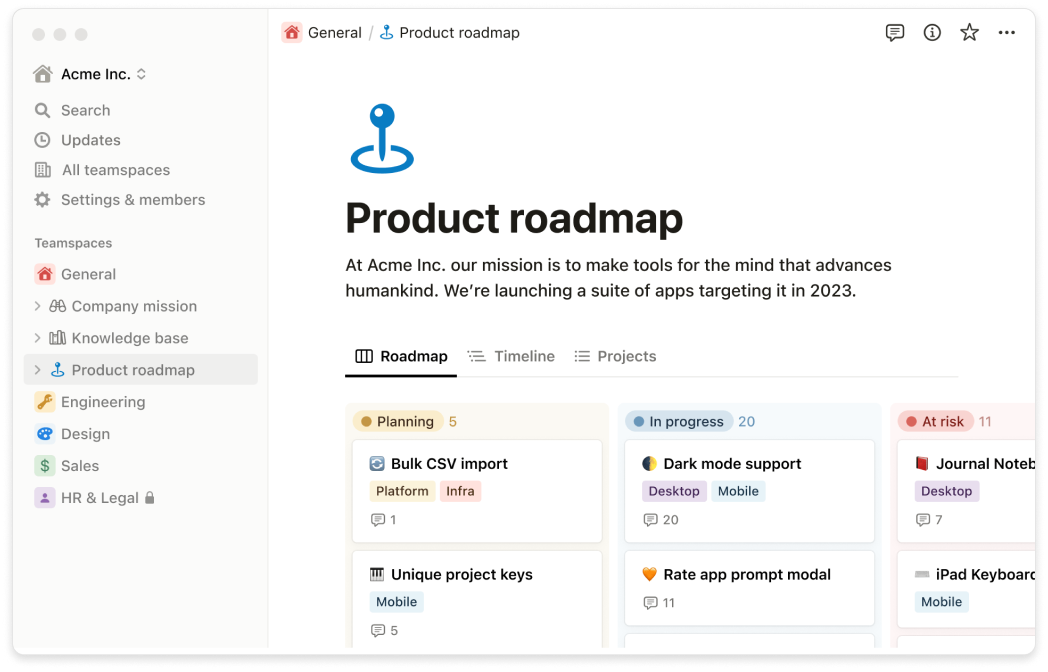 Acme Inc.
Search
Updates
All teamspaces
Settings & members
Teamspaces
General
Company mission
Knowledge base
Product roadmap
Engineering
Design
$ Sales
HR & Legal
General / Product roadmap
Product roadmap
At Acme Inc. our mission is to make tools for the mind that advances
humankind. We’re launching a suite of apps targeting it in 2023.
Roadmap Timeline Projects
Planning 5
Bulk CSV import
Platform Infra
1
Unique project keys
Mobile
5
In progress 20
Dark mode support
Desktop Mobile
20
Rate app prompt modal
11
At risk 11
Journal
Desktop
7
iPad
Mobile